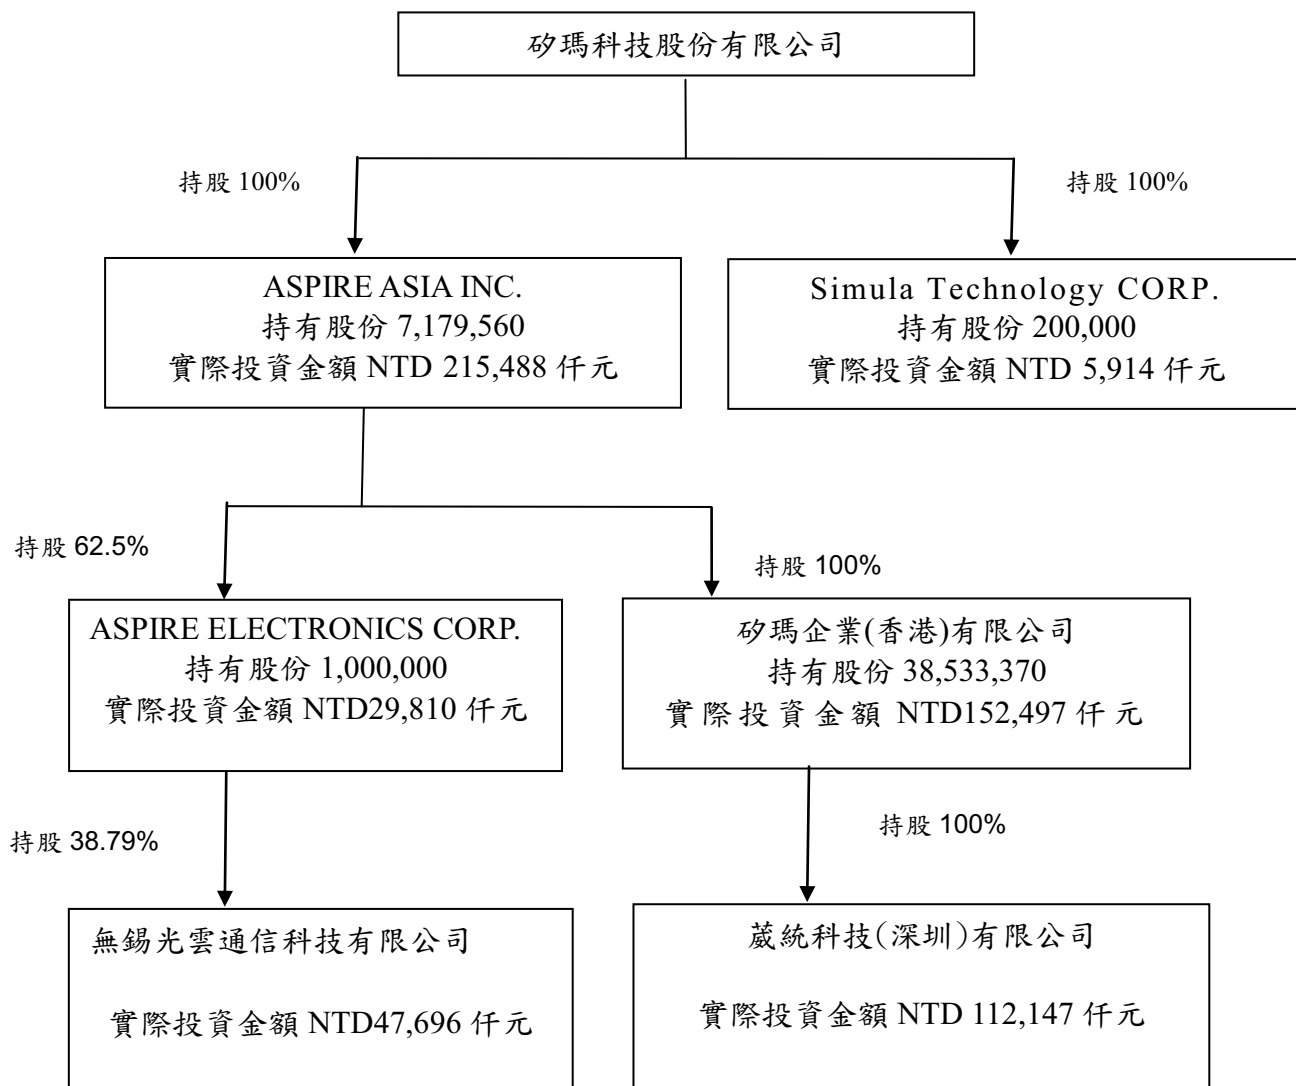 矽瑪科技股份有限公司
持股 100%
持股 100%
ASPIRE ASIA INC.
持有股份 7,179,560
實際投資金額 NTD 215,488 仟元
Simula Technology CORP.
持有股份 200,000
實際投資金額 NTD 5,914 仟元
持股 62.5%
持股 100%
ASPIRE ELECTRONICS CORP.
持有股份 1,000,000
實際投資金額 NTD29,810 仟元
矽瑪企業(香港)有限公司
持有股份 38,533,370
實際投資金額 NTD152,497 仟元
持股 38.79%
持股 100%
無錫光雲通信科技有限公司
實際投資金額 NTD47,696 仟元
葳統科技(深圳)有限公司
實際投資金額 NTD 112,147 仟元